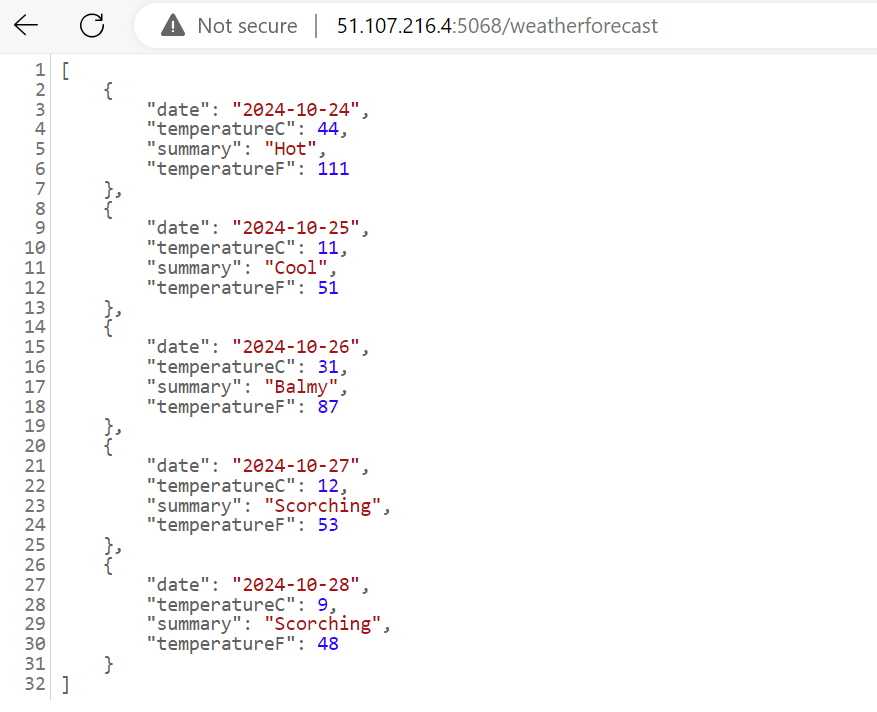 Not secure | 51.107.216.4:5068/weatherforecast
1 [
2 {
3 "date": "2024-10-24",
4 "temperatureC": 44,
5 "summary": "Hot",
6 "temperatureF": 111
7 },
8 {
9 "date": "2024-10-25",
10 "temperatureC": 11,
11 "summary": "Cool",
12 "temperatureF": 51
13 },
14 {
15 "date": "2024-10-26",
16 "temperatureC": 31,
17 "summary": "Balmy",
18 "temperatureF": 87
19 },
20 {
21 "date": "2024-10-27",
22 "temperatureC": 12,
23 "summary": "Scorching",
24 "temperatureF": 53
25 },
26 {
27 "date": "2024-10-28",
28 "temperatureC": 9,
29 "summary": "Scorching",
30 "temperatureF": 48
31 }
32 ]